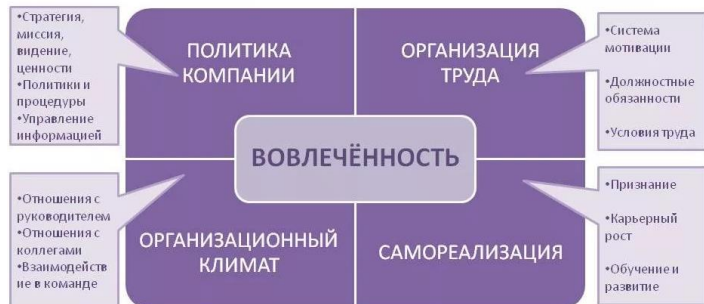 •Стратегия,
миссия,
видение,
ценности
•Политики и
процедуры
•Управление
информацией
ПОЛИТИКА
КОМПАНИИ
ОРГАНИЗАЦИЯ
ТРУДА
•Система
мотивации
•Должностные
обязанности
•Условия труда
ВОВЛЕЧЁННОСТЬ
•Отношения с
руководителем
•Отношения с
коллегами
•Взаимодейств
ие в команде
ОРГАНИЗАЦИОННЫЙ
КЛИМАТ
САМОРЕАЛИЗАЦИЯ
•Признание
•Карьерный
рост
•Обучение и
развитие